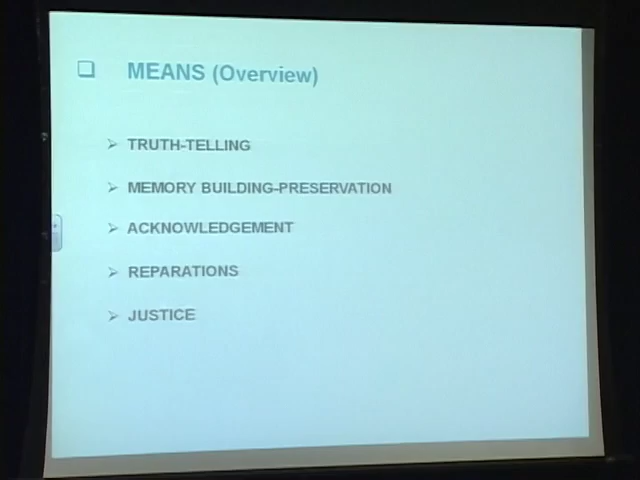 ❑ MEANS (Overview)
➢ TRUTH-TELLING
➢ MEMORY BUILDING-PRESERVATION
➢ ACKNOWLEDGEMENT
➢ REPARATIONS
➢ JUSTICE